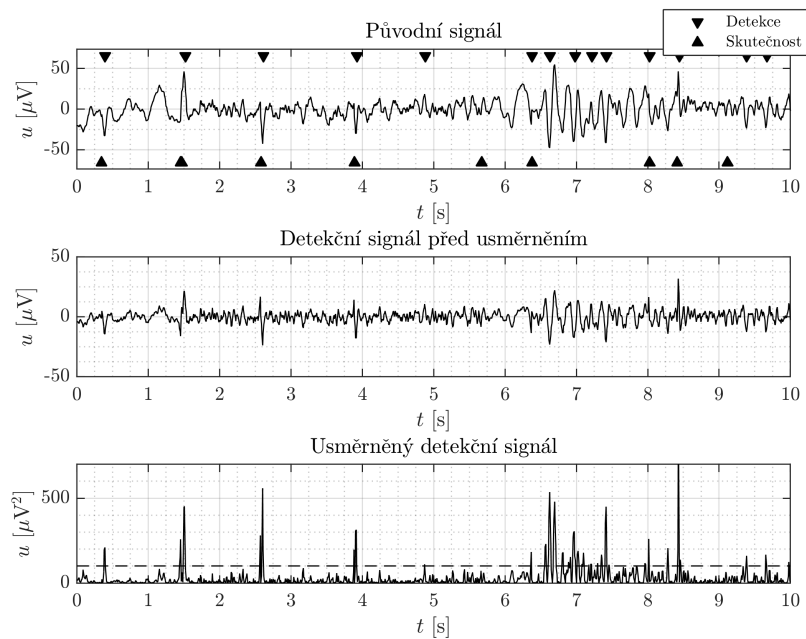 Původní signál
Detekce
Skutečnost
50
0
-50
u [μV]
0 1 2 3 4 5 6 7 8 9 10
t [s]
Detekční signál před usměrněním
50
0
-50
u [μV]
0 1 2 3 4 5 6 7 8 9 10
t [s]
Usměrněný detekční signál
500
0
u [μV²]
0 1 2 3 4 5 6 7 8 9 10
t [s]